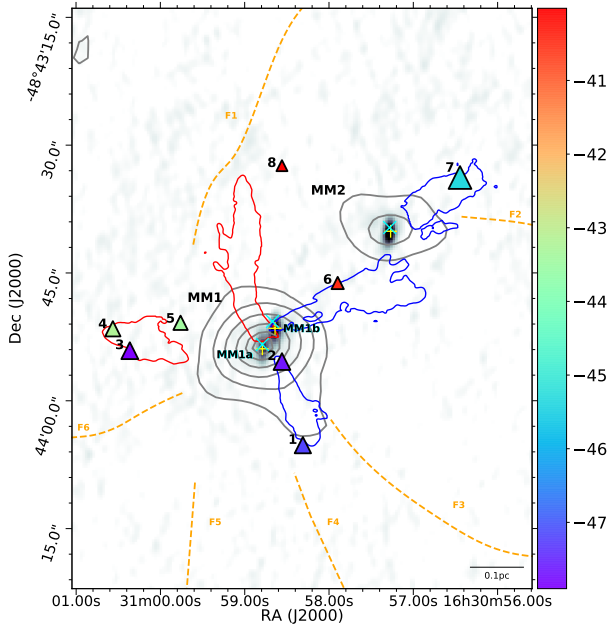 -48°43'15.0"
30.0"
45.0"
44'00.0"
15.0"
Dec (J2000)
01.00s
31m00.00s
59.00s
58.00s
57.00s
16h30m56.00s
RA (J2000)
F1
8
MM2
7
F2
6
MM1
MM1b
5
4
3
MM1a
2
1
F6
F5
F4
F3
0.1pc
−41
−42
−43
−44
−45
−46
−47